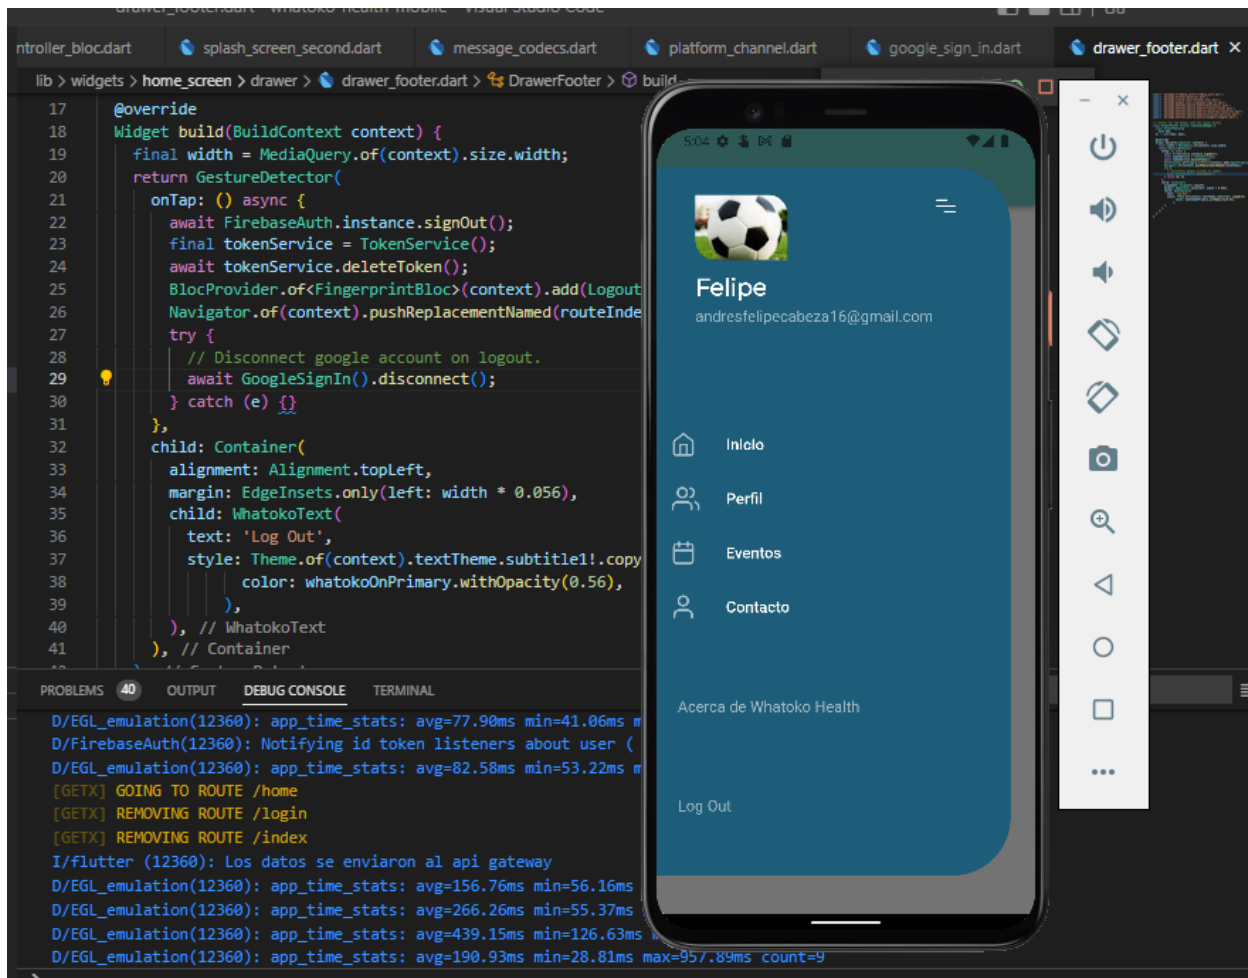 drawer_footer.dart - whatoko-health-mobile - Visual Studio Code
ntroller_bloc.dart splash_screen_second.dart message_codecs.dart platform_channel.dart google_sign_in.dart drawer_footer.dart
lib > widgets > home_screen > drawer > drawer_footer.dart > DrawerFooter > build
17 @override
18 Widget build(BuildContext context) {
19 final width = MediaQuery.of(context).size.width;
20 return GestureDetector(
21 onTap: () async {
22 await FirebaseAuth.instance.signOut();
23 final tokenService = TokenService();
24 await tokenService.deleteToken();
25 BlocProvider.of<FingerprintBloc>(context).add(Logout
26 Navigator.of(context).pushReplacementNamed(routeInde
27 try {
28 // Disconnect google account on logout.
29 await GoogleSignIn().disconnect();
30 } catch (e) {}
31 },
32 child: Container(
33 alignment: Alignment.topLeft,
34 margin: EdgeInsets.only(left: width * 0.056),
35 child: WhatokoText(
36 text: 'Log Out',
37 style: Theme.of(context).textTheme.subtitle1!.copy
38 color: whatokoOnPrimary.withOpacity(0.56),
39 ),
40 ), // WhatokoText
41 ), // Container
PROBLEMS 40 OUTPUT DEBUG CONSOLE TERMINAL
D/EGL_emulation(12360): app_time_stats: avg=77.90ms min=41.06ms m
D/FirebaseAuth(12360): Notifying id token listeners about user (
D/EGL_emulation(12360): app_time_stats: avg=82.58ms min=53.22ms m
[GETX] GOING TO ROUTE /home
[GETX] REMOVING ROUTE /login
[GETX] REMOVING ROUTE /index
I/flutter (12360): Los datos se enviaron al api gateway
D/EGL_emulation(12360): app_time_stats: avg=156.76ms min=56.16ms
D/EGL_emulation(12360): app_time_stats: avg=266.26ms min=55.37ms
D/EGL_emulation(12360): app_time_stats: avg=439.15ms min=126.63ms
D/EGL_emulation(12360): app_time_stats: avg=190.93ms min=28.81ms max=957.89ms count=9
5:04
Felipe
andresfelipecabeza16@gmail.com
Inicio
Perfil
Eventos
Contacto
Acerca de Whatoko Health
Log Out